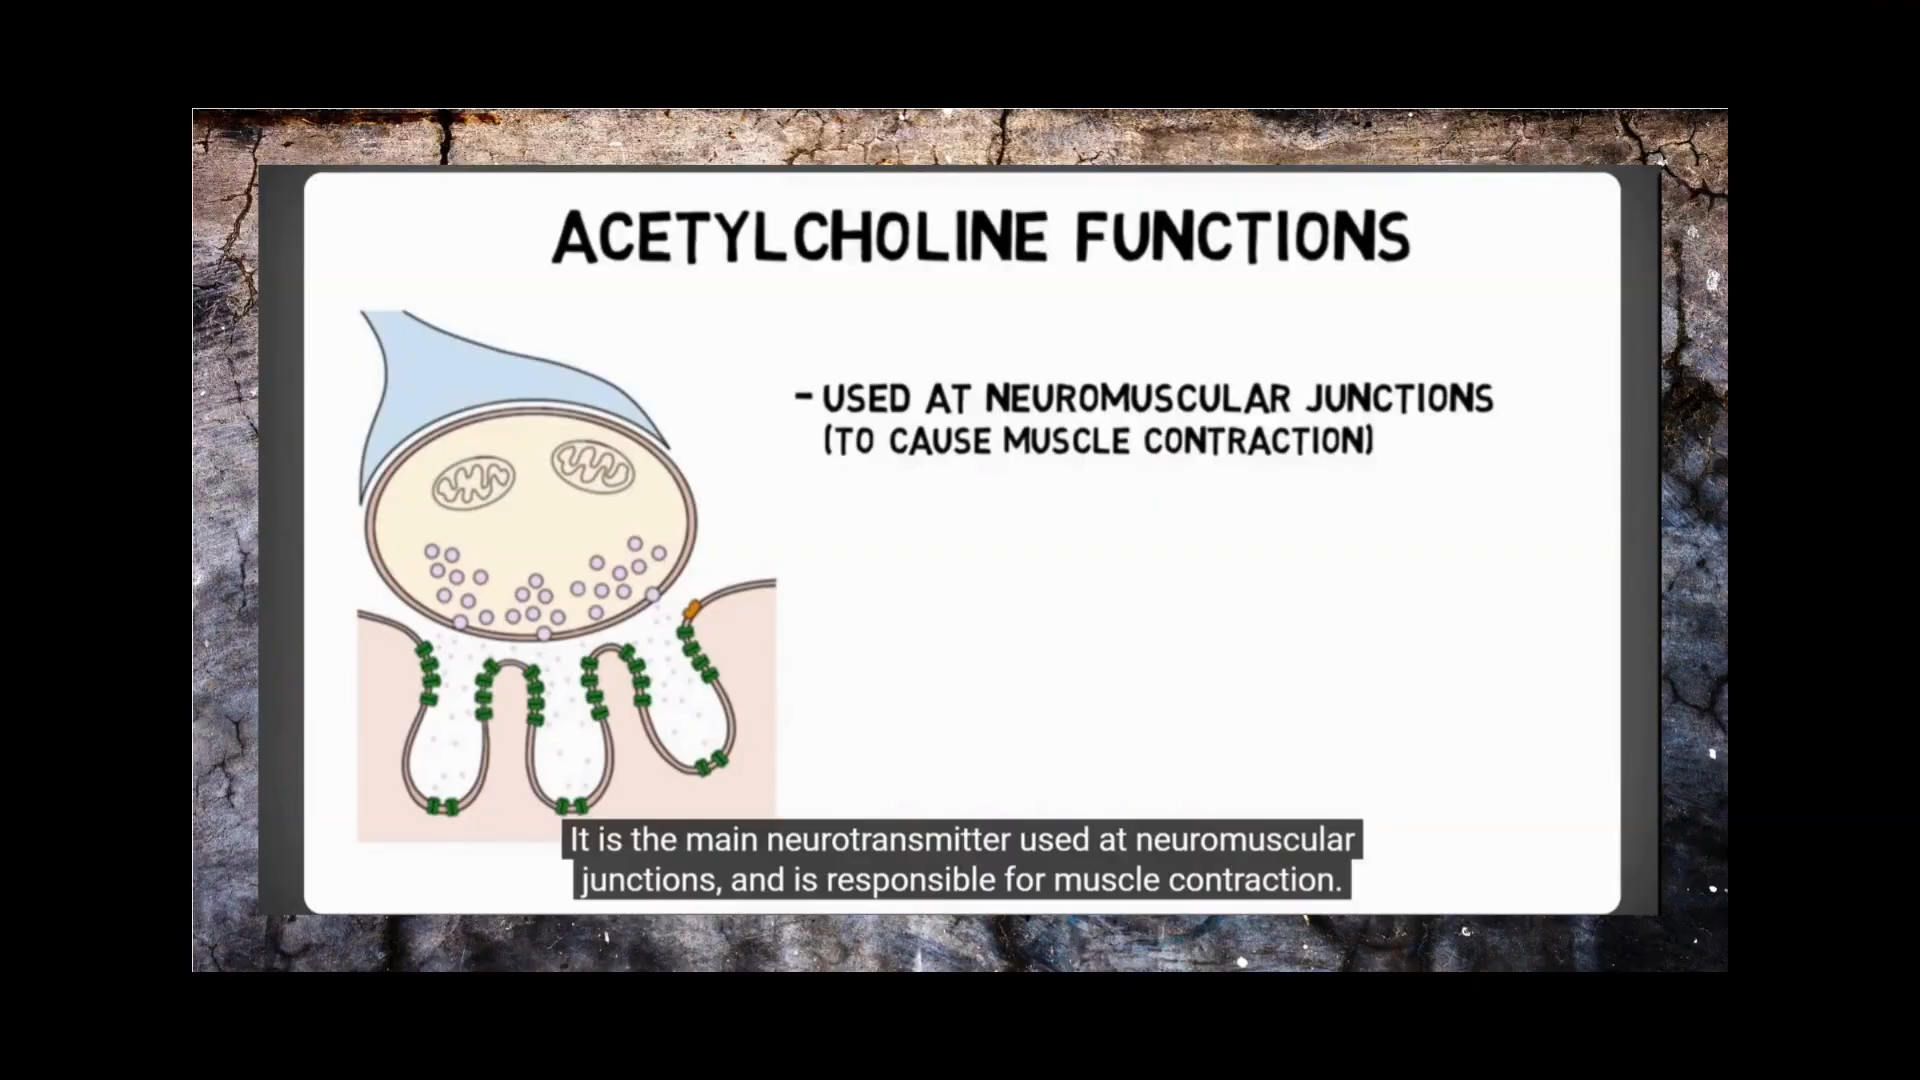 ACETYLCHOLINE FUNCTIONS
- USED AT NEUROMUSCULAR JUNCTIONS
(TO CAUSE MUSCLE CONTRACTION)
It is the main neurotransmitter used at neuromuscular
junctions, and is responsible for muscle contraction.